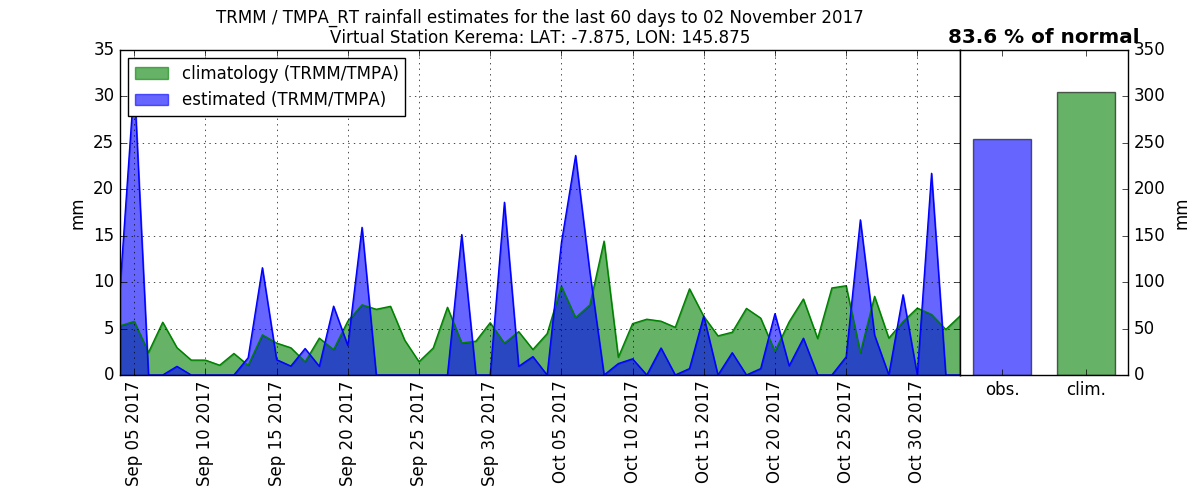 TRMM / TMPA_RT rainfall estimates for the last 60 days to 02 November 2017
Virtual Station Kerema: LAT: -7.875, LON: 145.875
83.6 % of normal
climatology (TRMM/TMPA)
estimated (TRMM/TMPA)
35
30
25
20
15
10
5
0
mm
Sep 05 2017
Sep 10 2017
Sep 15 2017
Sep 20 2017
Sep 25 2017
Sep 30 2017
Oct 05 2017
Oct 10 2017
Oct 15 2017
Oct 20 2017
Oct 25 2017
Oct 30 2017
350
300
250
200
150
100
50
0
mm
obs.
clim.